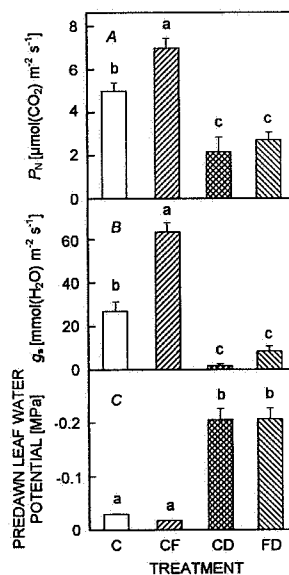 8
A
a
6
b
4
c
c
2
0
P_N [µmol(CO₂) m⁻² s⁻¹]
B
a
60
40
b
20
c
c
0
g_s [mmol(H₂O) m⁻² s⁻¹]
C
b
b
-0.2
-0.1
a
a
0
PREDAWN LEAF WATER
POTENTIAL [MPa]
C CF CD FD
TREATMENT